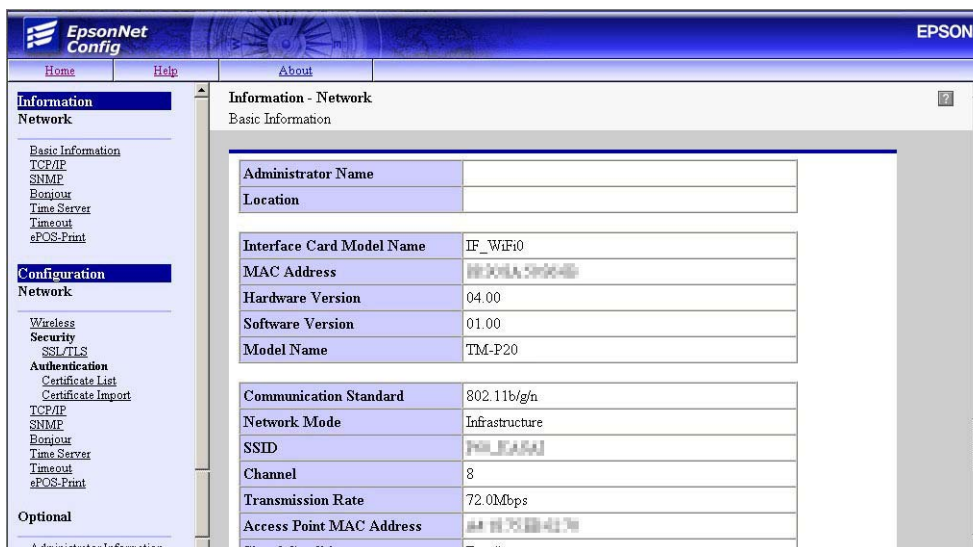 EpsonNet
Config
EPSON
Home Help About
Information
Network
Basic Information
TCP/IP
SNMP
Bonjour
Time Server
Timeout
ePOS-Print
Configuration
Network
Wireless
Security
SSL/TLS
Authentication
Certificate List
Certificate Import
TCP/IP
SNMP
Bonjour
Time Server
Timeout
ePOS-Print
Optional
Administrator Information
Information - Network
?
Basic Information
Administrator Name
Location
Interface Card Model Name IF_WiFi0
MAC Address
Hardware Version 04.00
Software Version 01.00
Model Name TM-P20
Communication Standard 802.11b/g/n
Network Mode Infrastructure
SSID
Channel 8
Transmission Rate 72.0Mbps
Access Point MAC Address